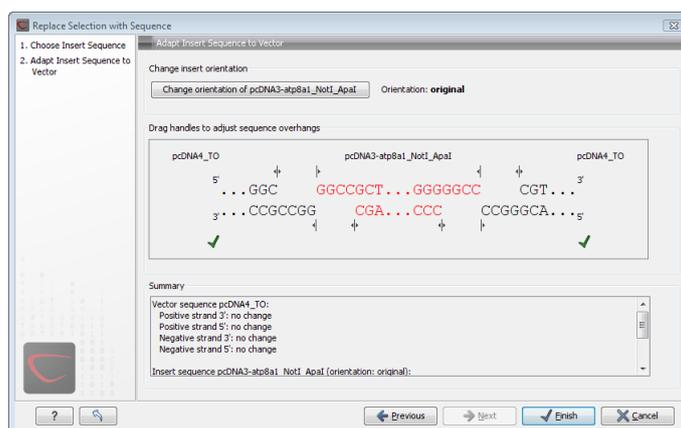 Replace Selection with Sequence
1. Choose Insert Sequence
2. Adapt Insert Sequence to
Vector
Adapt Insert Sequence to Vector
Change insert orientation
Change orientation of pcDNA3-atp8a1_NotI_ApaI Orientation: original
Drag handles to adjust sequence overhangs
pcDNA4_TO pcDNA3-atp8a1_NotI_ApaI pcDNA4_TO
5' ...GGC GGCCGCT...GGGGGCC CGT... 3'
3' ...CCGCCGG CGA...CCC CCGGGCA... 5'
Summary
Vector sequence pcDNA4_TO:
Positive strand 3': no change
Positive strand 5': no change
Negative strand 3': no change
Negative strand 5': no change
Insert sequence pcDNA3-atp8a1_NotI_ApaI (orientation: original):
? Previous Next Finish Cancel